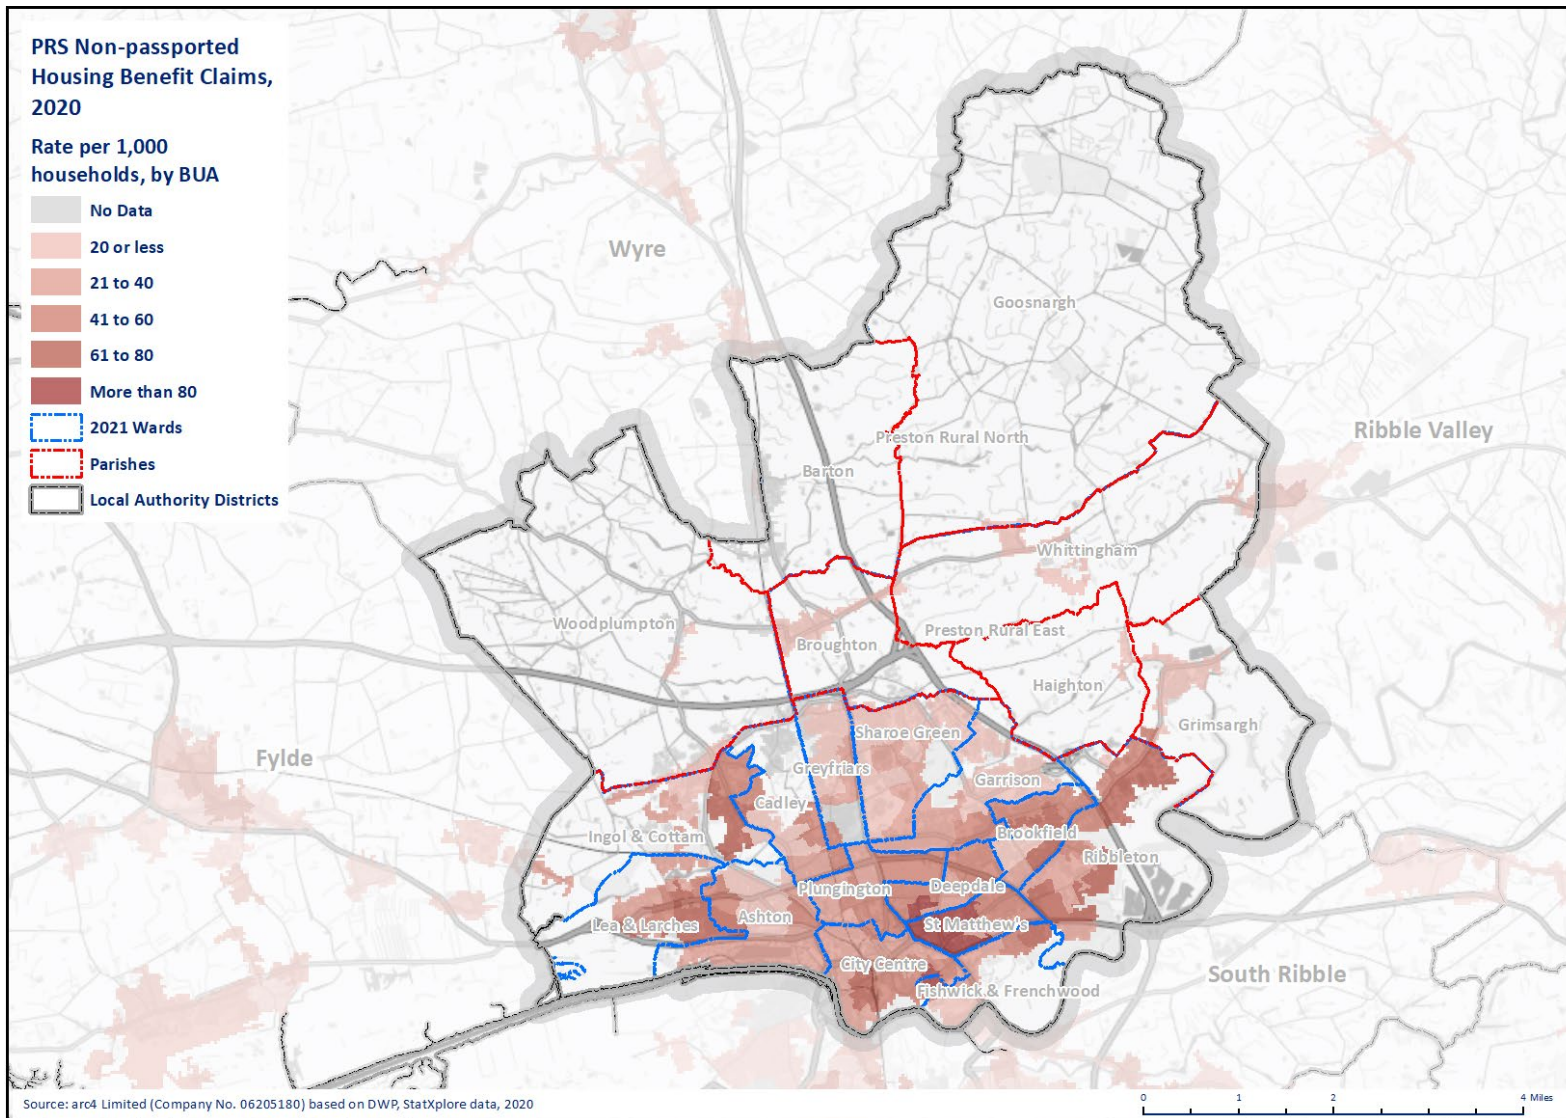 PRS Non-passported
Housing Benefit Claims,
2020
Rate per 1,000
households, by BUA
No Data
20 or less
21 to 40
41 to 60
61 to 80
More than 80
2021 Wards
Parishes
Local Authority Districts
Wyre
Goosnargh
Ribble Valley
Preston Rural North
Barton
Whittingham
Woodplumpton
Preston Rural East
Broughton
Haighton
Grimsargh
Sharoe Green
Fylde
Greyfriars
Garrison
Cadley
Ingol & Cottam
Brookfield
Ribbleton
Plungington
Deepdale
Lea & Larches
Ashton
St Matthew's
City Centre
South Ribble
Fishwick & Frenchwood
Source: arc4 Limited (Company No. 06205180) based on DWP, StatXplore data, 2020
0 1 2 4 Miles